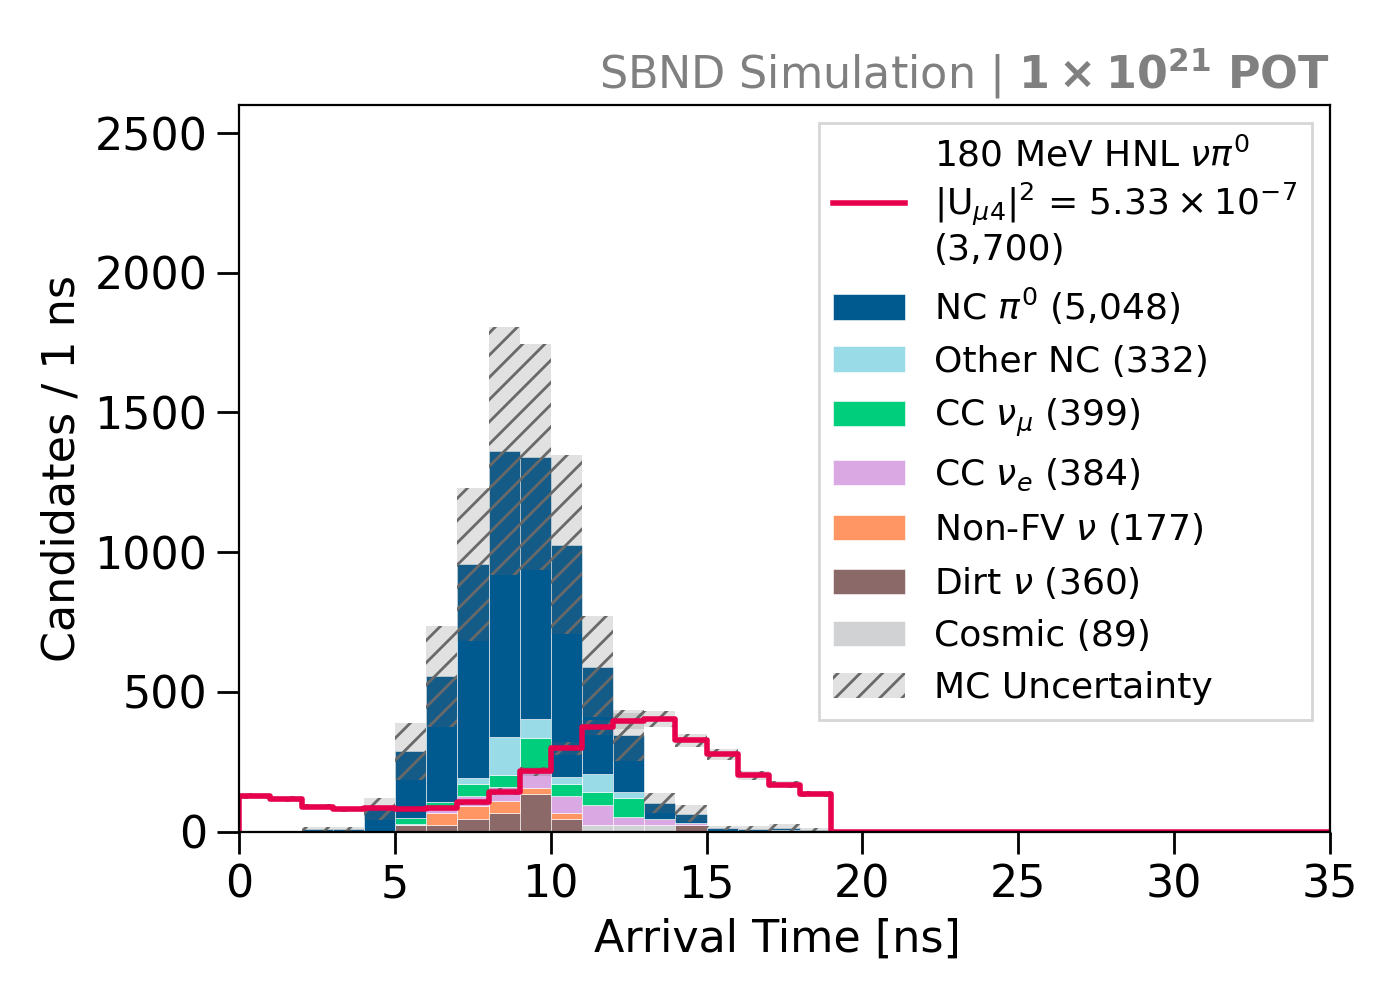 SBND Simulation | 1 × 10²¹ POT
2500
2000
1500
1000
500
0
Candidates / 1 ns
180 MeV HNL νπ⁰
|U_μ4|² = 5.33 × 10⁻⁷
(3,700)
NC π⁰ (5,048)
Other NC (332)
CC ν_μ (399)
CC ν_e (384)
Non-FV ν (177)
Dirt ν (360)
Cosmic (89)
MC Uncertainty
0 5 10 15 20 25 30 35
Arrival Time [ns]